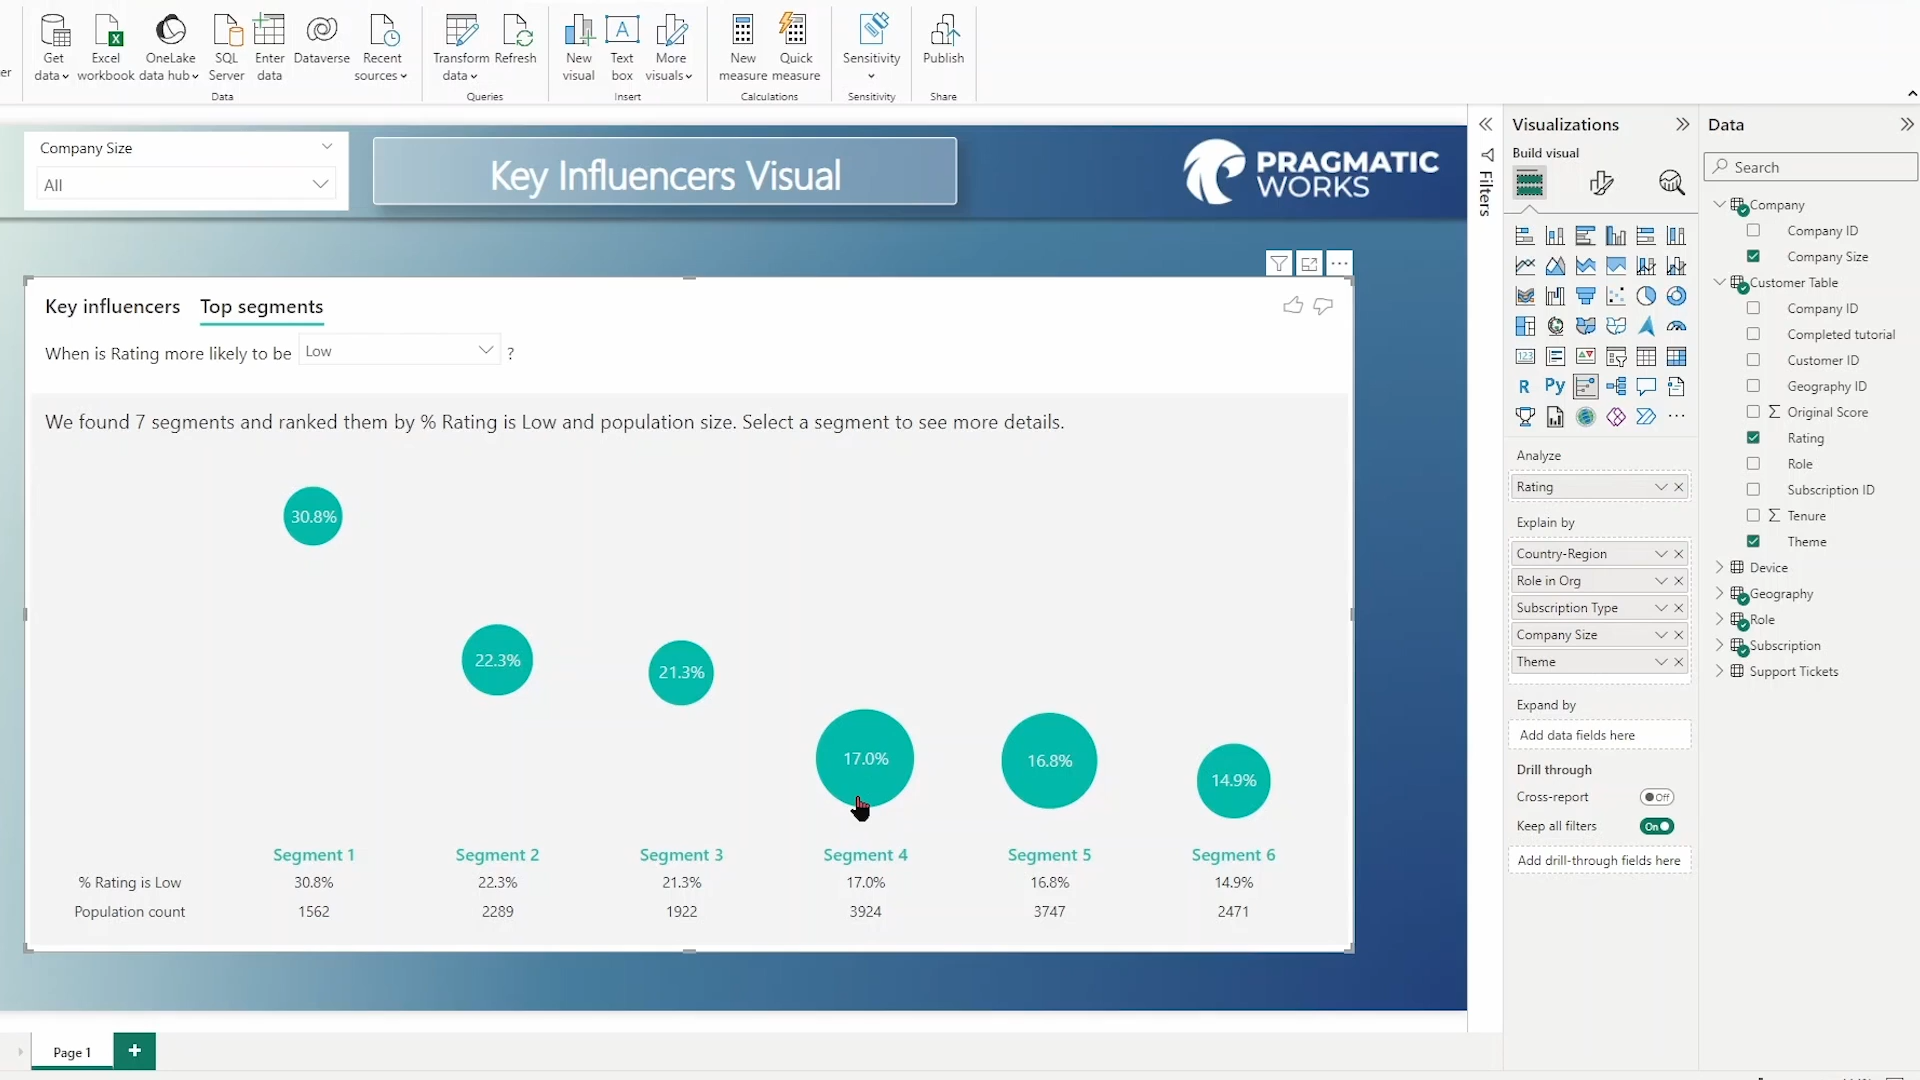 er
Get
data
Excel
workbook
OneLake
data hub
SQL
Server
Enter
data
Dataverse
Recent
sources
Data
Transform
data
Refresh
Queries
New
visual
Text
box
More
visuals
Insert
New
measure
Quick
measure
Calculations
Sensitivity
Sensitivity
Publish
Share
Company Size
All
Key Influencers Visual
PRAGMATIC
WORKS
Key influencers Top segments
When is Rating more likely to be Low ?
We found 7 segments and ranked them by % Rating is Low and population size. Select a segment to see more details.
30.8%
22.3%
21.3%
17.0%
16.8%
14.9%
Segment 1 Segment 2 Segment 3 Segment 4 Segment 5 Segment 6
% Rating is Low 30.8% 22.3% 21.3% 17.0% 16.8% 14.9%
Population count 1562 2289 1922 3924 3747 2471
Page 1
Filters
Visualizations
Build visual
123
R
Py
Analyze
Rating
Explain by
Country-Region
Role in Org
Subscription Type
Company Size
Theme
Expand by
Add data fields here
Drill through
Cross-report Off
Keep all filters On
Add drill-through fields here
Data
Search
Company
Company ID
Company Size
Customer Table
Company ID
Completed tutorial
Customer ID
Geography ID
Original Score
Rating
Role
Subscription ID
Tenure
Theme
Device
Geography
Role
Subscription
Support Tickets